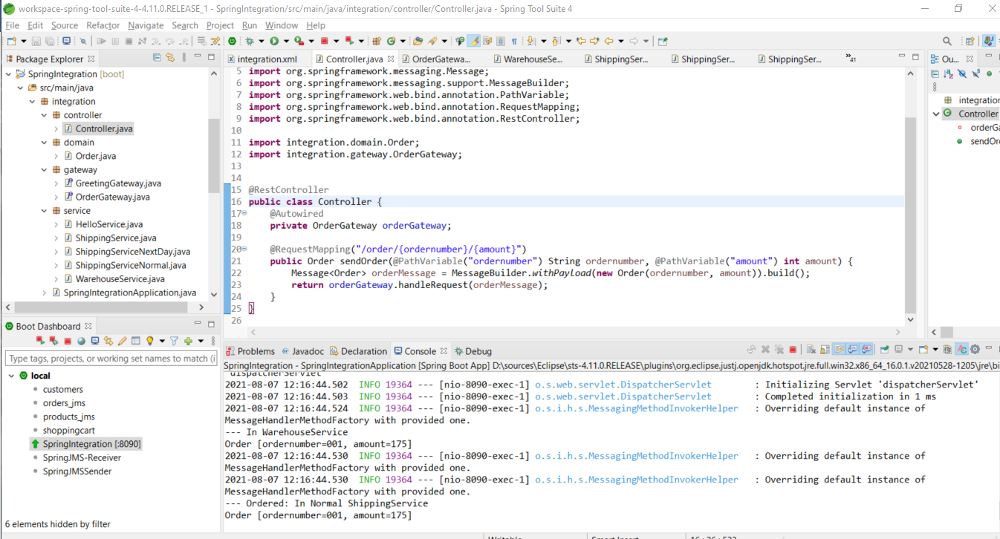 workspace-spring-tool-suite-4-4.11.0.RELEASE_1 - SpringIntegration/src/main/java/integration/controller/Controller.java - Spring Tool Suite 4
File Edit Source Refactor Navigate Search Project Run Window Help
Package Explorer
SpringIntegration [boot]
src/main/java
integration
controller
Controller.java
domain
Order.java
gateway
GreetingGateway.java
OrderGateway.java
service
HelloService.java
ShippingService.java
ShippingServiceNextDay.java
ShippingServiceNormal.java
WarehouseService.java
SpringIntegrationApplication.java
Boot Dashboard
Type tags, projects, or working set names to match (i
local
customers
orders_jms
products_jms
shoppingcart
SpringIntegration [:8090]
SpringJMS-Receiver
SpringJMSSender
6 elements hidden by filter
integration.xml Controller.java OrderGatewa... WarehouseSe... ShippingSer... ShippingSer... ShippingSer... »41
5 import org.springframework.messaging.Message;
6 import org.springframework.messaging.support.MessageBuilder;
7 import org.springframework.web.bind.annotation.PathVariable;
8 import org.springframework.web.bind.annotation.RequestMapping;
9 import org.springframework.web.bind.annotation.RestController;
10
11 import integration.domain.Order;
12 import integration.gateway.OrderGateway;
13
14
15 @RestController
16 public class Controller {
17 @Autowired
18 private OrderGateway orderGateway;
19
20 @RequestMapping("/order/{ordernumber}/{amount}")
21 public Order sendOrder(@PathVariable("ordernumber") String ordernumber, @PathVariable("amount") int amount) {
22 Message<Order> orderMessage = MessageBuilder.withPayload(new Order(ordernumber, amount)).build();
23 return orderGateway.handleRequest(orderMessage);
24 }
25 }
26
Ou...
integration
Controller
orderGa
sendOr
Problems @ Javadoc Declaration Console Debug
SpringIntegration - SpringIntegrationApplication [Spring Boot App] D:\sources\Eclipse\sts-4.11.0.RELEASE\plugins\org.eclipse.justj.openjdk.hotspot.jre.full.win32.x86_64_16.0.1.v20210528-1205\jre\bi
'dispatcherServlet'
2021-08-07 12:16:44.502 INFO 19364 --- [nio-8090-exec-1] o.s.web.servlet.DispatcherServlet : Initializing Servlet 'dispatcherServlet'
2021-08-07 12:16:44.503 INFO 19364 --- [nio-8090-exec-1] o.s.web.servlet.DispatcherServlet : Completed initialization in 1 ms
2021-08-07 12:16:44.524 INFO 19364 --- [nio-8090-exec-1] o.s.i.h.s.MessagingMethodInvokerHelper : Overriding default instance of
MessageHandlerMethodFactory with provided one.
--- In WarehouseService
Order [ordernumber=001, amount=175]
2021-08-07 12:16:44.530 INFO 19364 --- [nio-8090-exec-1] o.s.i.h.s.MessagingMethodInvokerHelper : Overriding default instance of
MessageHandlerMethodFactory with provided one.
2021-08-07 12:16:44.530 INFO 19364 --- [nio-8090-exec-1] o.s.i.h.s.MessagingMethodInvokerHelper : Overriding default instance of
MessageHandlerMethodFactory with provided one.
--- Ordered: In Normal ShippingService
Order [ordernumber=001, amount=175]